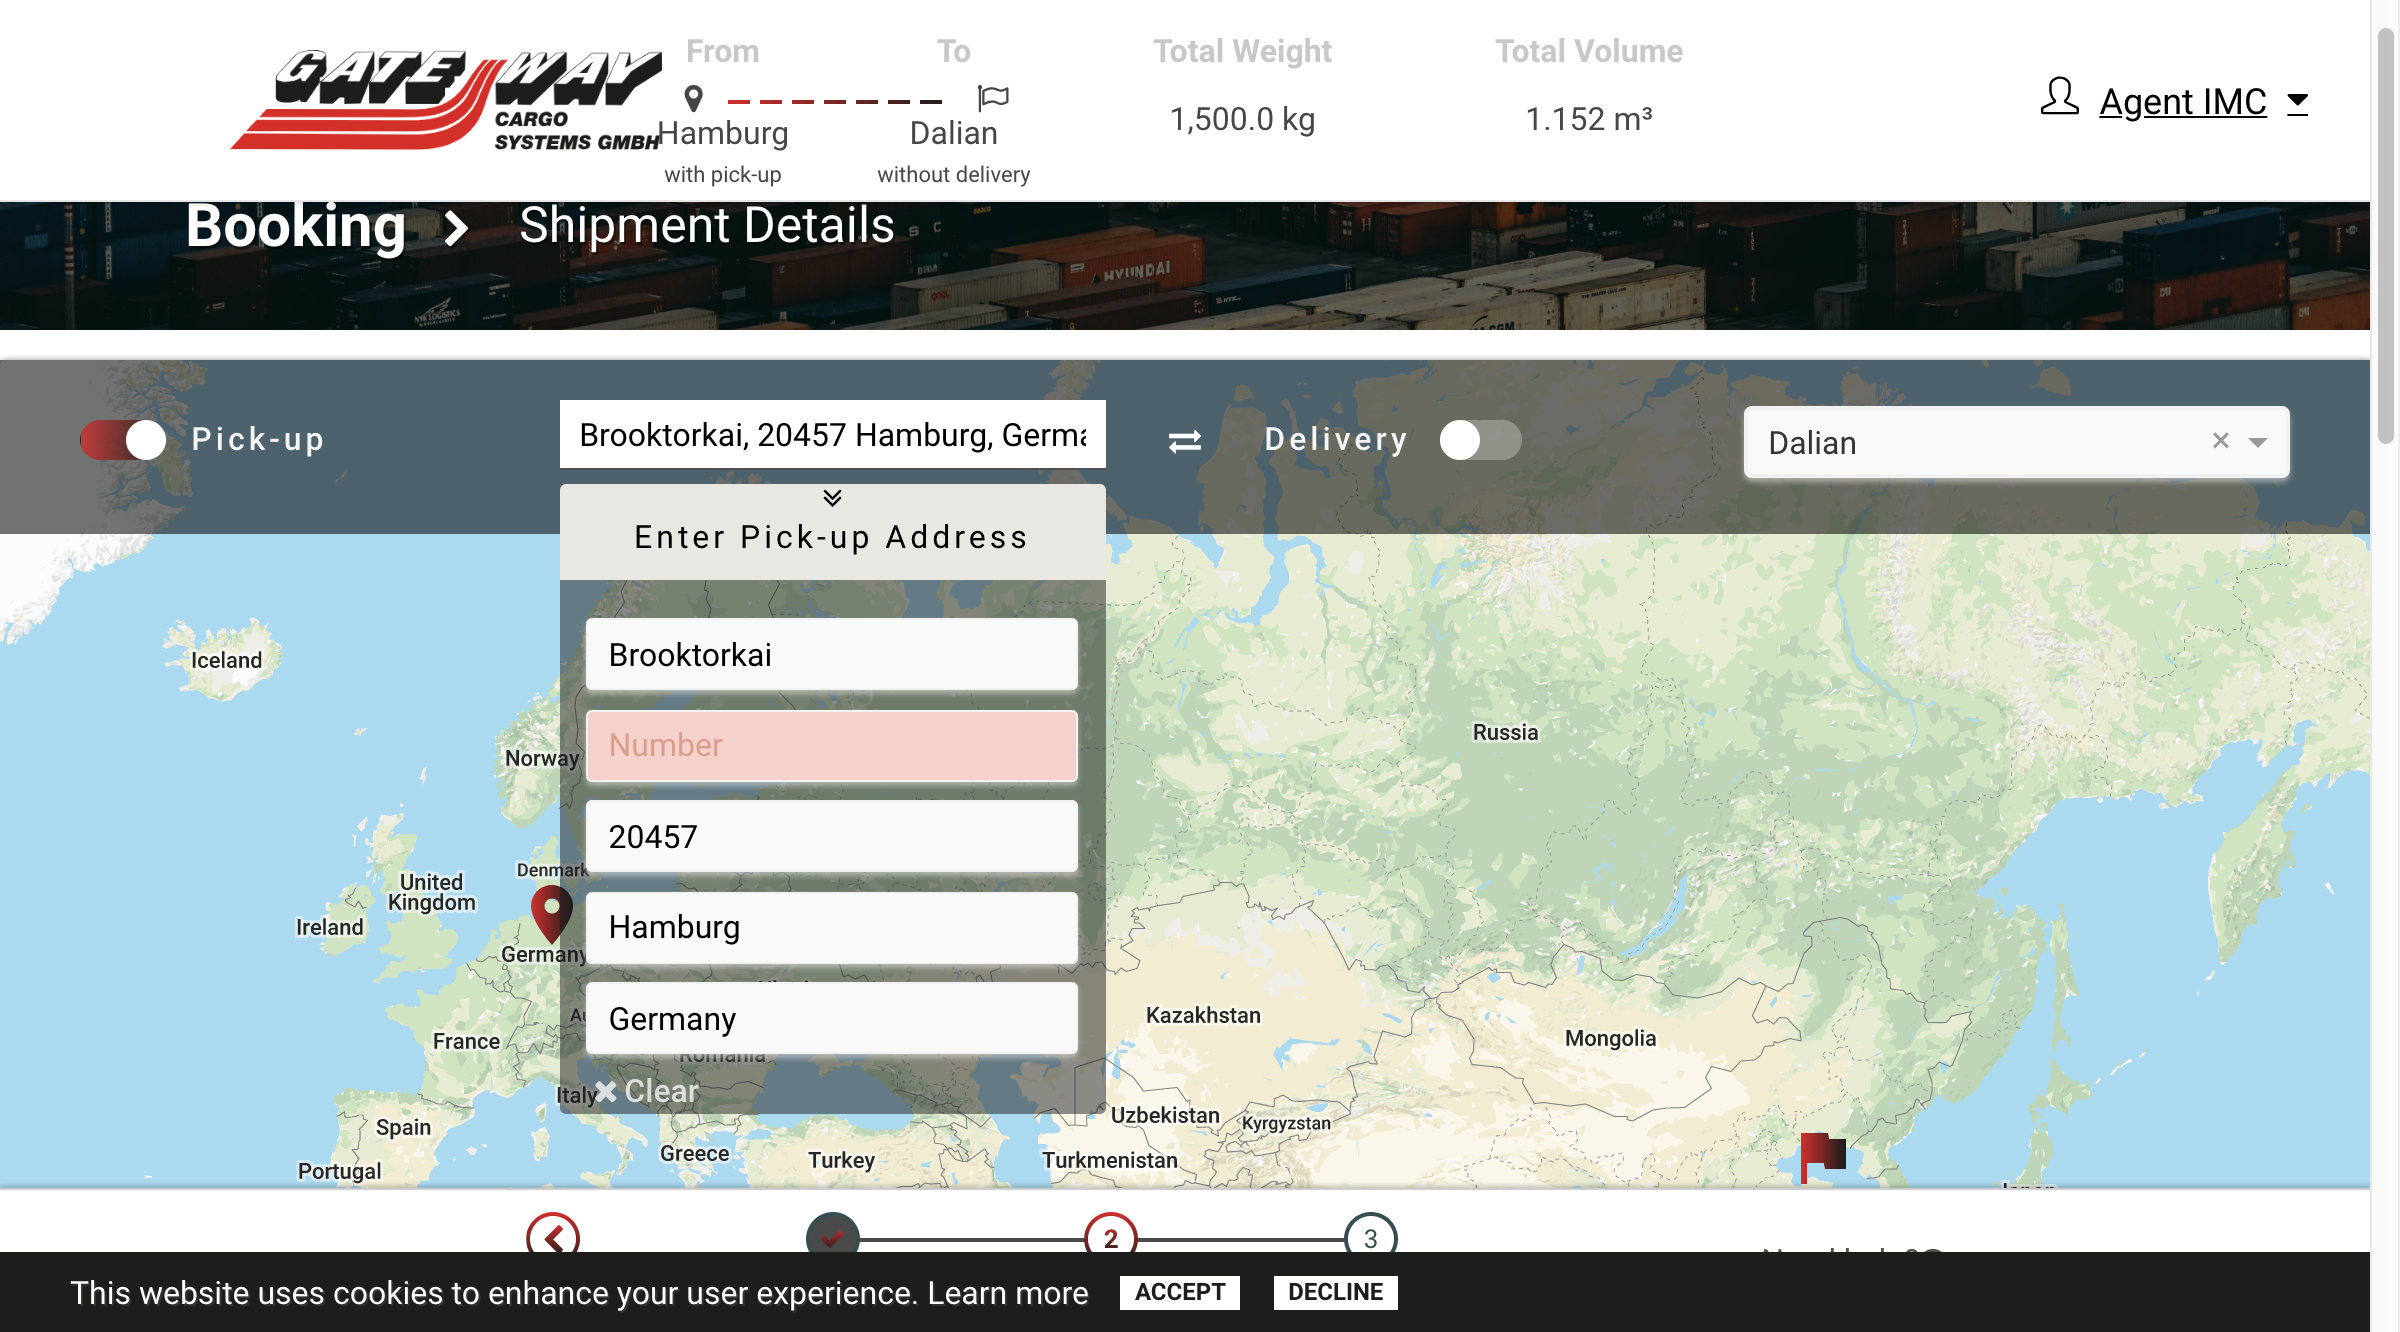 GATEWAY
CARGO
SYSTEMS GMBH
From
To
Total Weight
Total Volume
Hamburg
Dalian
1,500.0 kg
1.152 m³
with pick-up
without delivery
Agent IMC
Booking
Shipment Details
HYUNDAI
NYK LOGISTICS
Pick-up
Brooktorkai, 20457 Hamburg, Germa
Delivery
Dalian
Enter Pick-up Address
Brooktorkai
Number
20457
Hamburg
Germany
Clear
Iceland
Norway
Russia
Denmark
United
Kingdom
Ireland
Germany
France
Kazakhstan
Mongolia
Romania
Italy
Uzbekistan
Kyrgyzstan
Spain
Greece
Turkey
Turkmenistan
Portugal
Japan
2
3
This website uses cookies to enhance your user experience. Learn more
ACCEPT
DECLINE